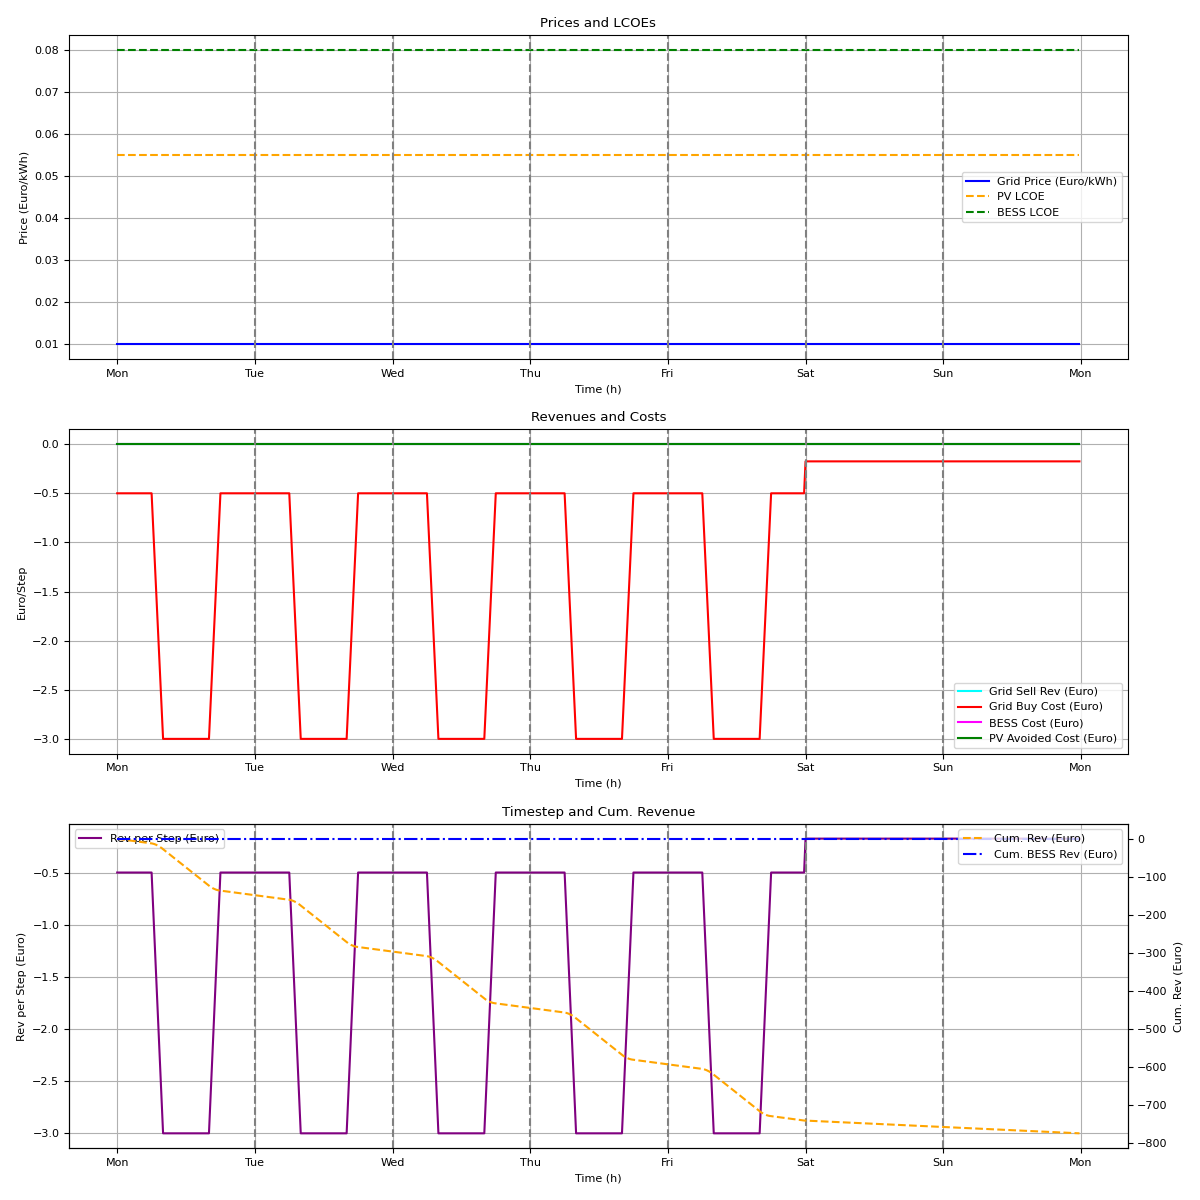 Prices and LCOEs
Price (Euro/kWh)
0.08
0.07
0.06
0.05
0.04
0.03
0.02
0.01
Grid Price (Euro/kWh)
PV LCOE
BESS LCOE
Mon Tue Wed Thu Fri Sat Sun Mon
Time (h)
Revenues and Costs
Euro/Step
0.0
−0.5
−1.0
−1.5
−2.0
−2.5
−3.0
Grid Sell Rev (Euro)
Grid Buy Cost (Euro)
BESS Cost (Euro)
PV Avoided Cost (Euro)
Mon Tue Wed Thu Fri Sat Sun Mon
Time (h)
Timestep and Cum. Revenue
Rev per Step (Euro)
Rev per Step (Euro)
−0.5
−1.0
−1.5
−2.0
−2.5
−3.0
Cum. Rev (Euro)
Cum. BESS Rev (Euro)
0
−100
−200
−300
−400
−500
−600
−700
−800
Cum. Rev (Euro)
Mon Tue Wed Thu Fri Sat Sun Mon
Time (h)